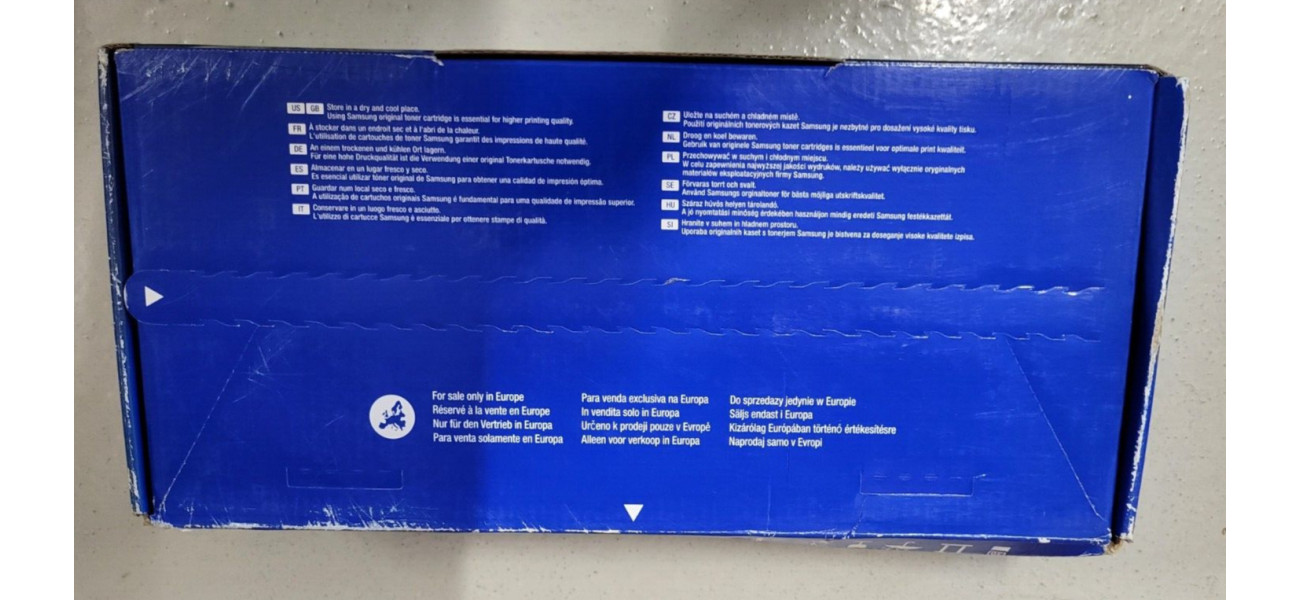 US GB Store in a dry and cool place.
Using Samsung original toner cartridge is essential for higher printing quality.
FR À stocker dans un endroit sec et à l'abri de la chaleur.
L'utilisation de cartouches de toner Samsung garantit des impressions de haute qualité.
DE An einem trockenen und kühlen Ort lagern.
Für eine hohe Druckqualität ist die Verwendung einer original Tonerkartusche notwendig.
ES Almacenar en un lugar fresco y seco.
Es esencial utilizar tóner original de Samsung para obtener una calidad de impresión óptima.
PT Guardar num local seco e fresco.
A utilização de cartuchos originais Samsung é fundamental para uma qualidade de impressão superior.
IT Conservare in un luogo fresco e asciutto.
L'utilizzo di cartucce Samsung è essenziale per ottenere stampe di qualità.
CZ Uložte na suchém a chladném místě.
Použití originálních tonerových kazet Samsung je nezbytné pro dosažení vysoké kvality tisku.
NL Droog en koel bewaren.
Gebruik van originele Samsung toner cartridges is essentieel voor optimale print kwaliteit.
PL Przechowywać w suchym i chłodnym miejscu.
W celu zapewnienia najwyższej jakości wydruków, należy używać wyłącznie oryginalnych
materiałów eksploatacyjnych firmy Samsung.
SE Förvaras torrt och svalt.
Använd Samsungs orginaltoner för bästa möjliga utskriftskvalitet.
HU Száraz hűvös helyen tárolandó.
A jó nyomtatási minőség érdekében használjon mindig eredeti Samsung festékkazettát.
SI Hranite v suhem in hladnem prostoru.
Uporaba originalnih kaset s tonerjem Samsung je bistvena za doseganje visoke kvalitete izpisa.
For sale only in Europe
Réservé à la vente en Europe
Nur für den Vertrieb in Europa
Para venta solamente en Europa
Para venda exclusiva na Europa
In vendita solo in Europa
Určeno k prodeji pouze v Evropě
Alleen voor verkoop in Europa
Do sprzedazy jedynie w Europie
Säljs endast i Europa
Kizárólag Európában történő értékesítésre
Naprodaj samo v Evropi